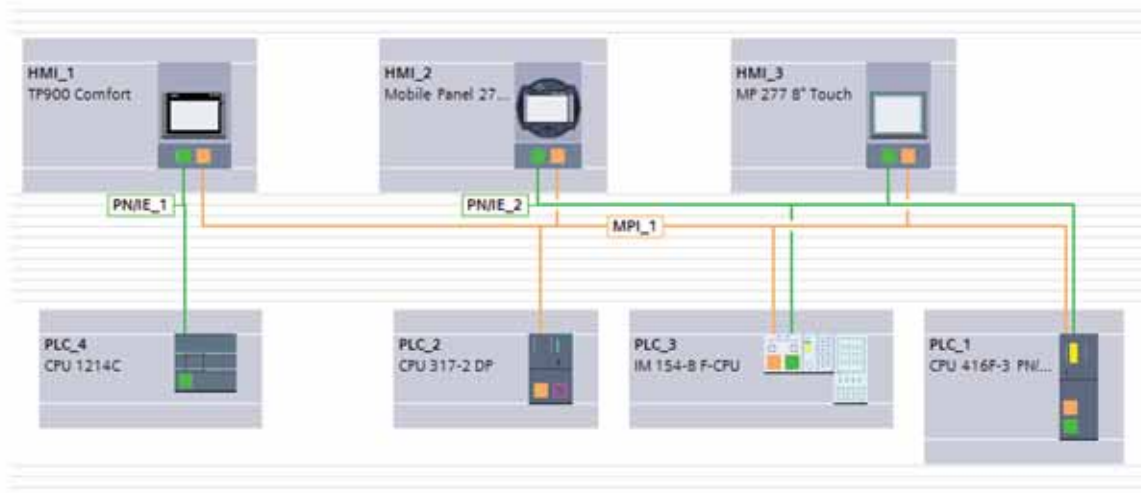 HMI_1
TP900 Comfort
HMI_2
Mobile Panel 27...
HMI_3
MP 277 8" Touch
PN/IE_1
PN/IE_2
MPI_1
PLC_4
CPU 1214C
PLC_2
CPU 317-2 DP
PLC_3
IM 154-8 F-CPU
PLC_1
CPU 416F-3 PN/...